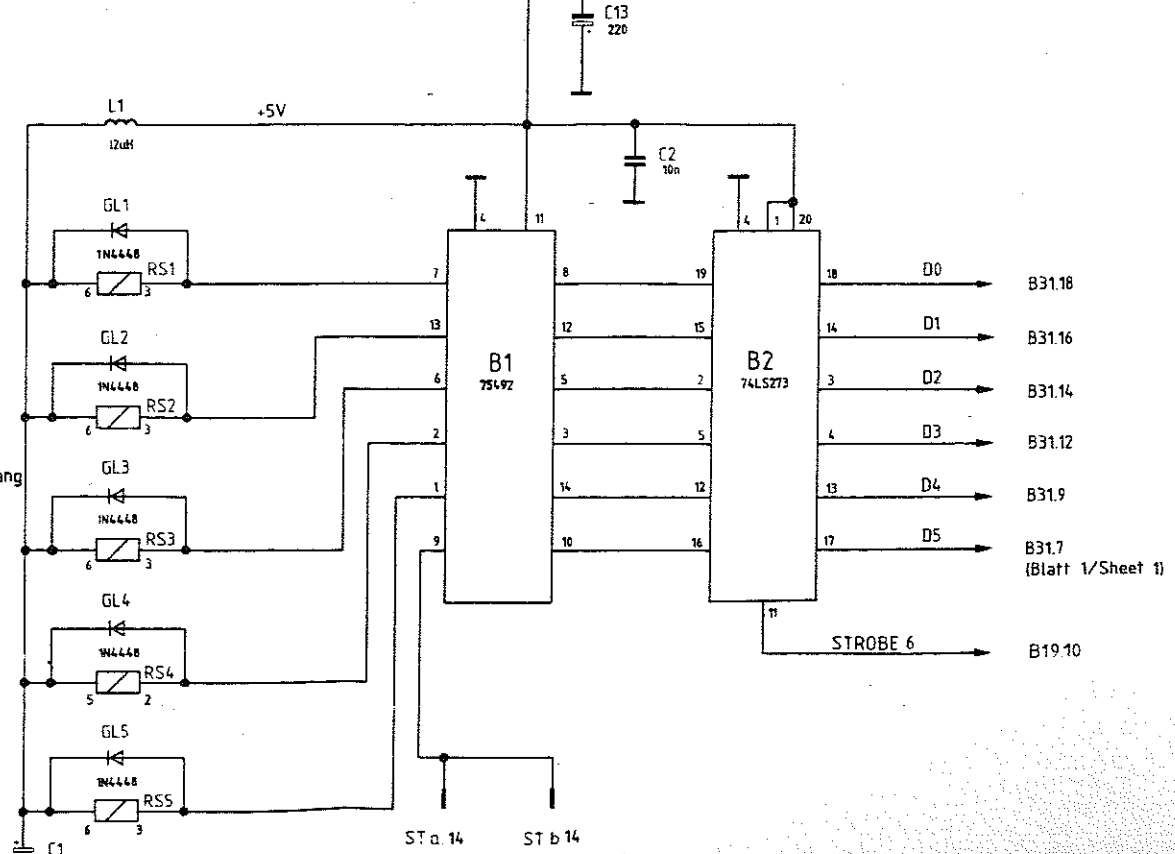 C13
220
L1
12uH
+5V
C2
10n
GL1
1N4448
RS1
6 3
GL2
1N4448
RS2
6 3
ang
GL3
1N4448
RS3
6 3
GL4
1N4448
RS4
5 2
GL5
1N4448
RS5
6 3
C1
4 11
7 8
13 12
B1
75492
6 5
2 3
1 14
9 10
STa 14
STb 14
4 1 20
19 18
15 14
B2
74LS273
2 3
5 4
12 13
16 17
11
D0 B31.18
D1 B31.16
D2 B31.14
D3 B31.12
D4 B31.9
D5 B31.7
(Blatt 1/Sheet 1)
STROBE 6 B19.10